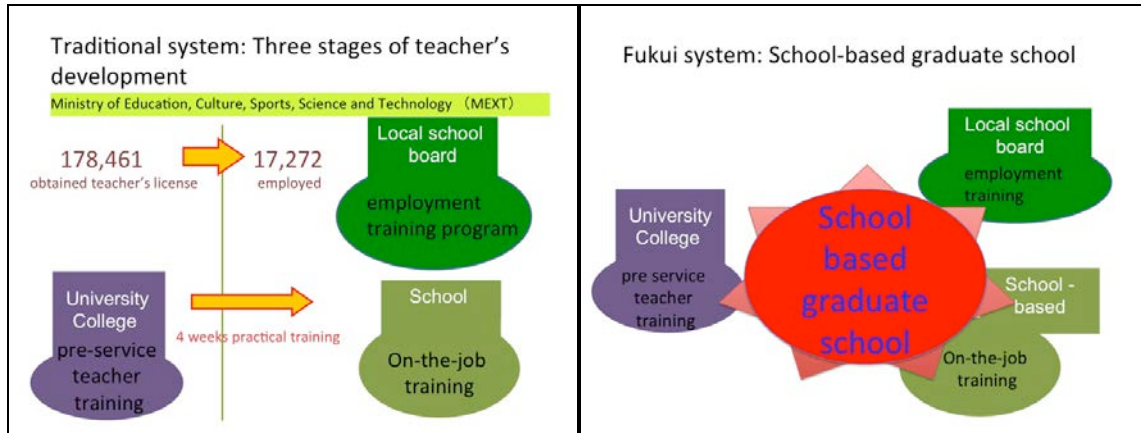 Traditional system: Three stages of teacher's
development
Ministry of Education, Culture, Sports, Science and Technology （MEXT）
178,461
obtained teacher's license
17,272
employed
Local school
board
employment
training program
University
College
pre-service
teacher
training
4 weeks practical training
School
On-the-job
training
Fukui system: School-based graduate school
Local school
board
employment
training
University
College
pre service
teacher
training
School
based
graduate
school
School -
based
On-the-job
training